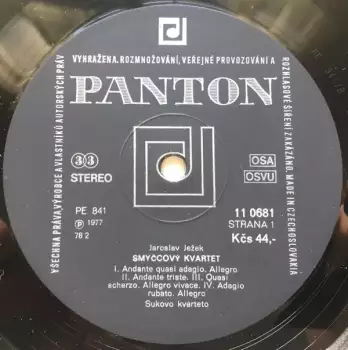 VŠECHNA PRÁVA VÝROBCE A VLASTNÍKŮ AUTORSKÝCH PRÁV VYHRAŽENA. ROZMNOŽOVÁNÍ, VEŘEJNÉ PROVOZOVÁNÍ A ROZHLASOVÉ ŠÍŘENÍ ZAKÁZÁNO. MADE IN CZECHOSLOVAKIA
PANTON
33
STEREO
OSA
OSVU
PE 841
℗ 1977
78 2
11 0681
STRANA 1
Kčs 44,-
Jaroslav Ježek
SMYČCOVÝ KVARTET
I. Andante quasi adagio. Allegro
II. Andante triste. III. Quasi
scherzo. Allegro vivace. IV. Adagio
rubato. Allegro
Sukovo kvarteto